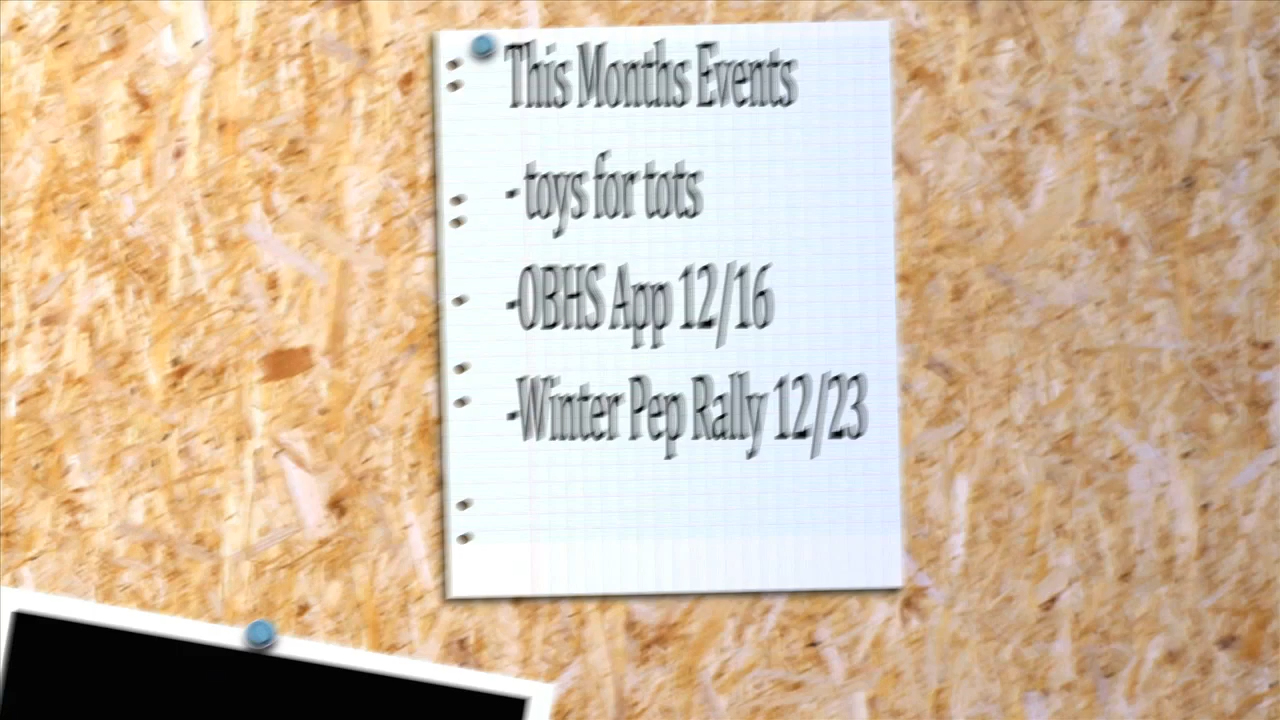 This Months Events
- toys for tots
-OBHS App 12/16
-Winter Pep Rally 12/23